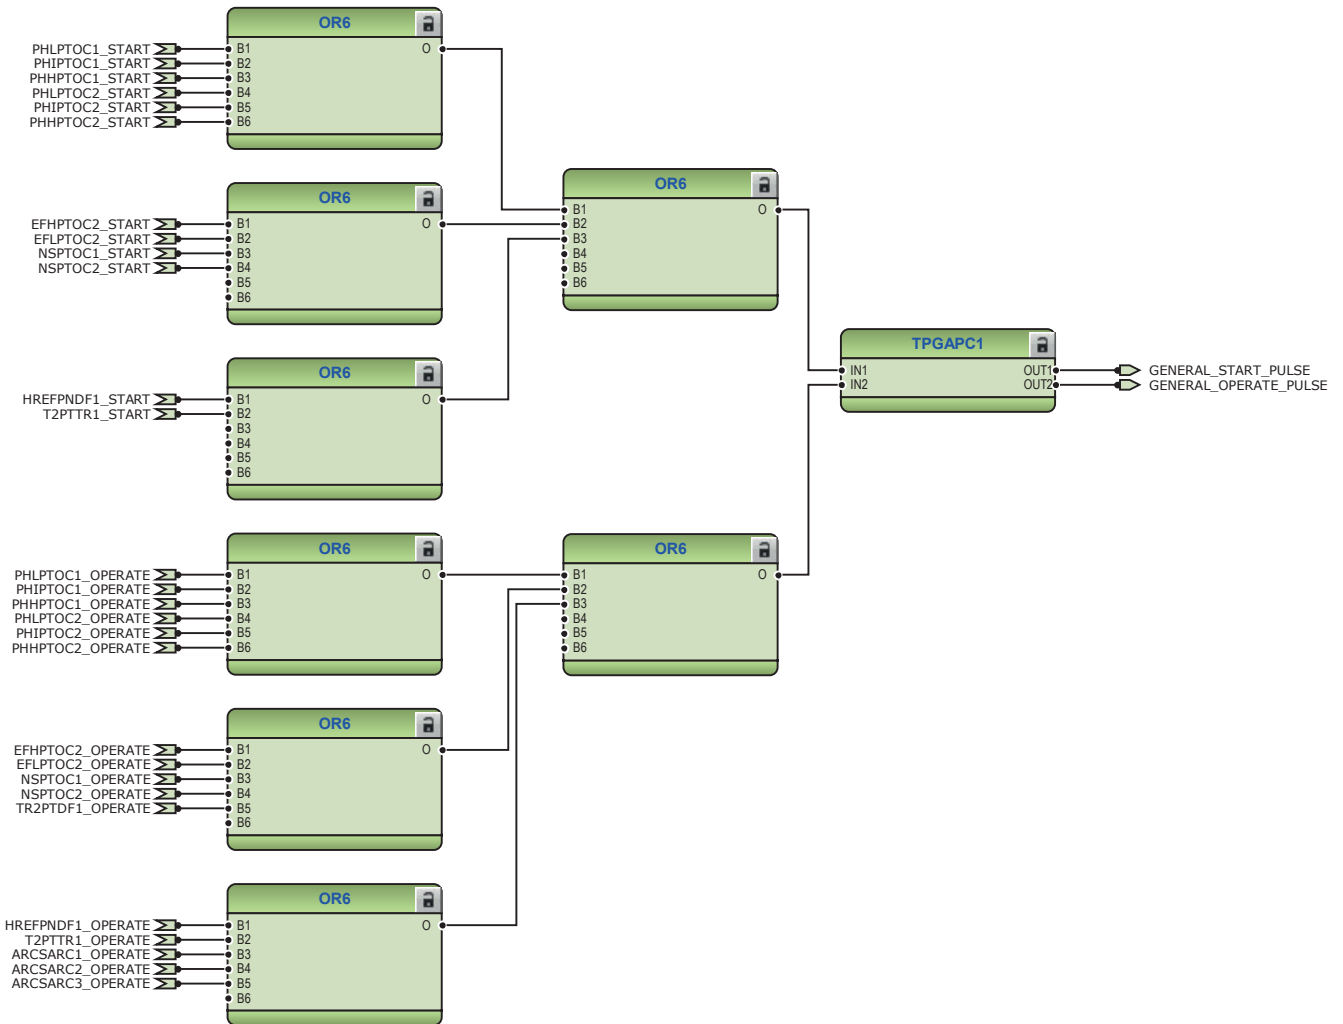 OR6
PHLPTOC1_START B1 O
PHIPTOC1_START B2
PHHPTOC1_START B3
PHLPTOC2_START B4
PHIPTOC2_START B5
PHHPTOC2_START B6
OR6
EFHPTOC2_START B1 O
EFLPTOC2_START B2
NSPTOC1_START B3
NSPTOC2_START B4
B5
B6
OR6
HREFPNDF1_START B1 O
T2PTTR1_START B2
B3
B4
B5
B6
OR6
B1 O
B2
B3
B4
B5
B6
TPGAPC1
IN1 OUT1 GENERAL_START_PULSE
IN2 OUT2 GENERAL_OPERATE_PULSE
OR6
PHLPTOC1_OPERATE B1 O
PHIPTOC1_OPERATE B2
PHHPTOC1_OPERATE B3
PHLPTOC2_OPERATE B4
PHIPTOC2_OPERATE B5
PHHPTOC2_OPERATE B6
OR6
B1 O
B2
B3
B4
B5
B6
OR6
EFHPTOC2_OPERATE B1 O
EFLPTOC2_OPERATE B2
NSPTOC1_OPERATE B3
NSPTOC2_OPERATE B4
TR2PTDF1_OPERATE B5
B6
OR6
HREFPNDF1_OPERATE B1 O
T2PTTR1_OPERATE B2
ARCSARC1_OPERATE B3
ARCSARC2_OPERATE B4
ARCSARC3_OPERATE B5
B6